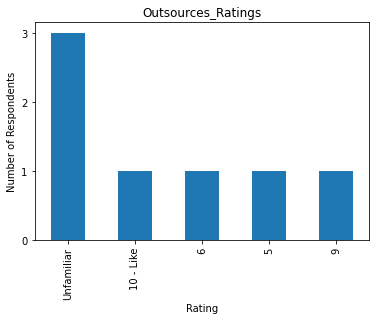 Outsources_Ratings
Number of Respondents
3
2
1
0
Unfamiliar
10 - Like
6
5
9
Rating